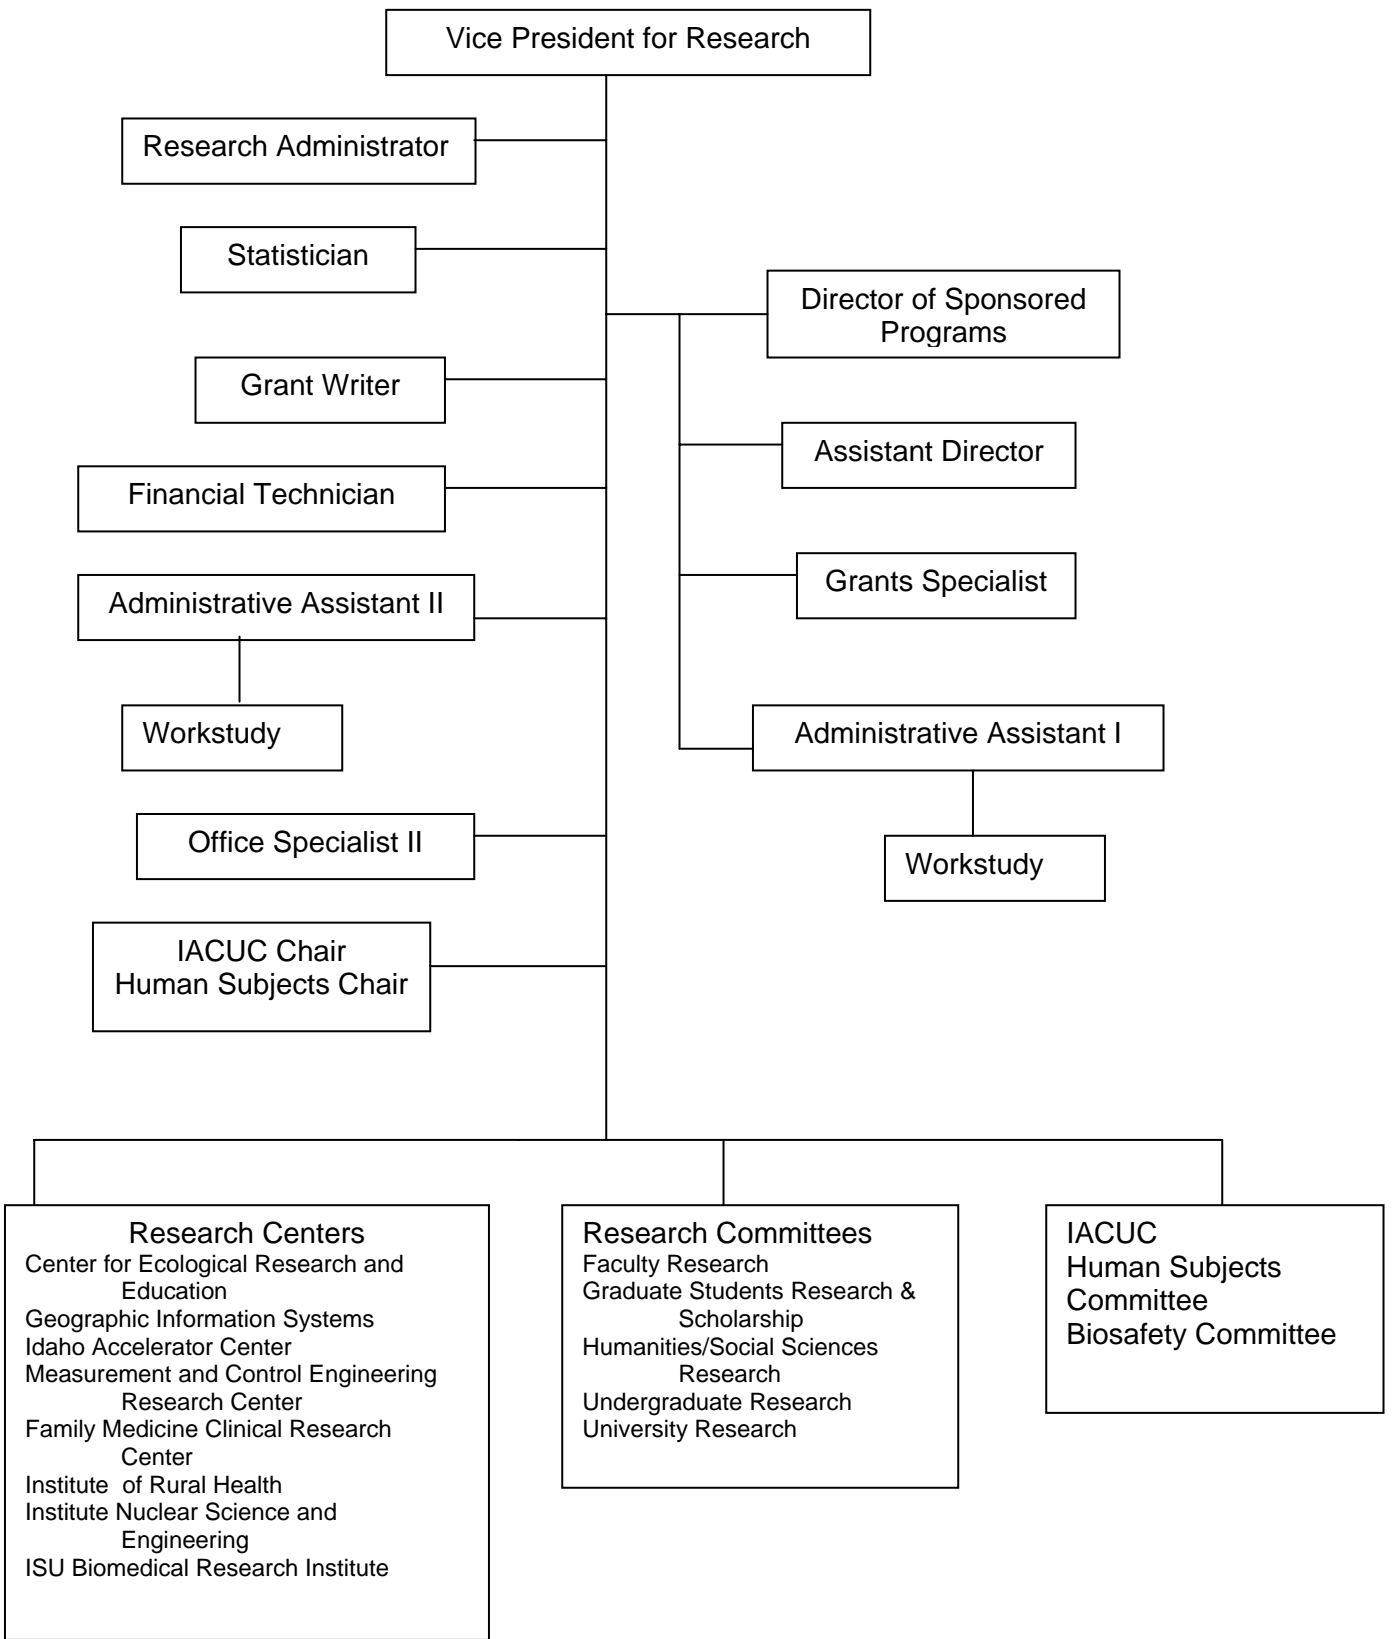 Vice President for Research
Research Administrator
Statistician
Director of Sponsored
Programs
Grant Writer
Assistant Director
Financial Technician
Grants Specialist
Administrative Assistant II
Workstudy
Administrative Assistant I
Office Specialist II
Workstudy
IACUC Chair
Human Subjects Chair
Research Centers
Center for Ecological Research and
Education
Geographic Information Systems
Idaho Accelerator Center
Measurement and Control Engineering
Research Center
Family Medicine Clinical Research
Center
Institute of Rural Health
Institute Nuclear Science and
Engineering
ISU Biomedical Research Institute
Research Committees
Faculty Research
Graduate Students Research &
Scholarship
Humanities/Social Sciences
Research
Undergraduate Research
University Research
IACUC
Human Subjects
Committee
Biosafety Committee